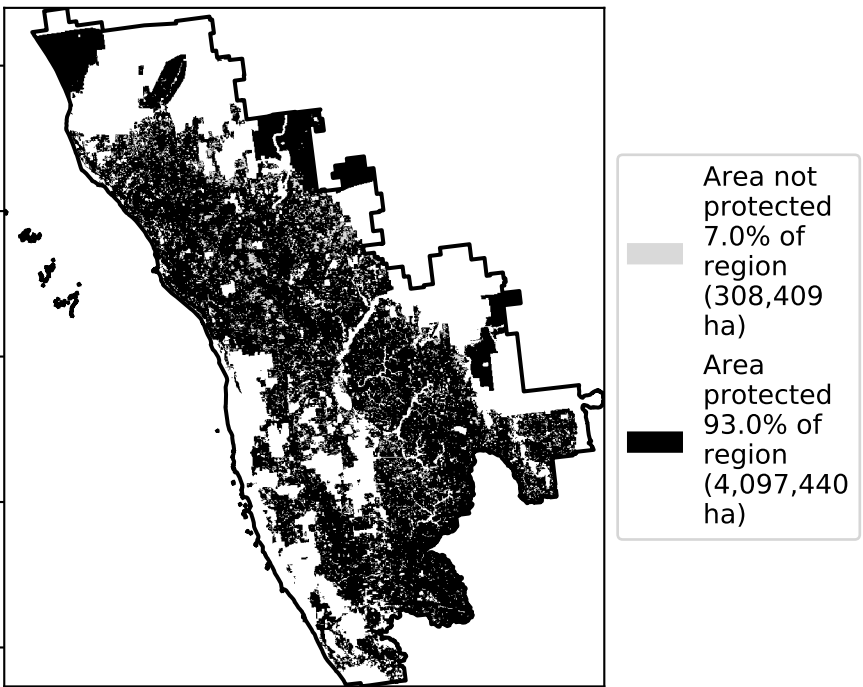 Area not
protected
7.0% of
region
(308,409
ha)
Area
protected
93.0% of
region
(4,097,440
ha)